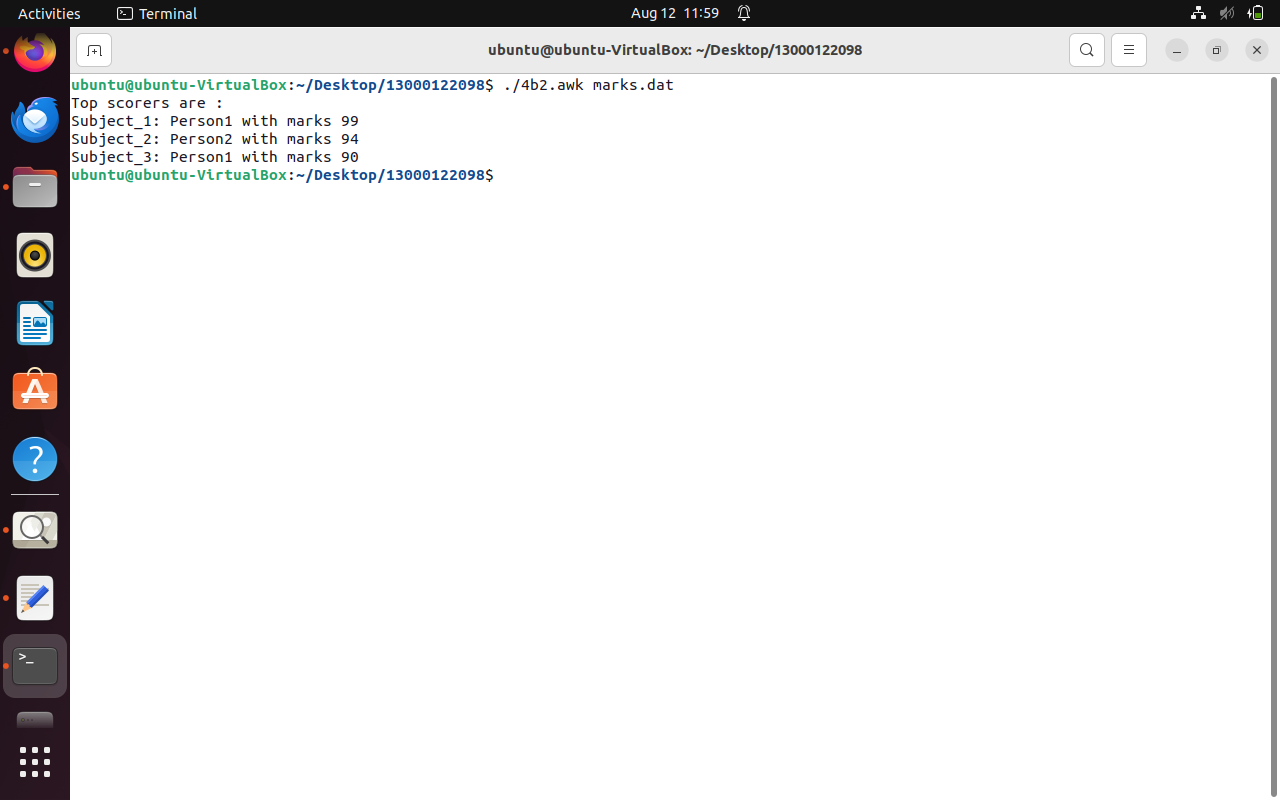 Activities Terminal Aug 12 11:59
ubuntu@ubuntu-VirtualBox: ~/Desktop/13000122098
ubuntu@ubuntu-VirtualBox:~/Desktop/13000122098$ ./4b2.awk marks.dat
Top scorers are :
Subject_1: Person1 with marks 99
Subject_2: Person2 with marks 94
Subject_3: Person1 with marks 90
ubuntu@ubuntu-VirtualBox:~/Desktop/13000122098$